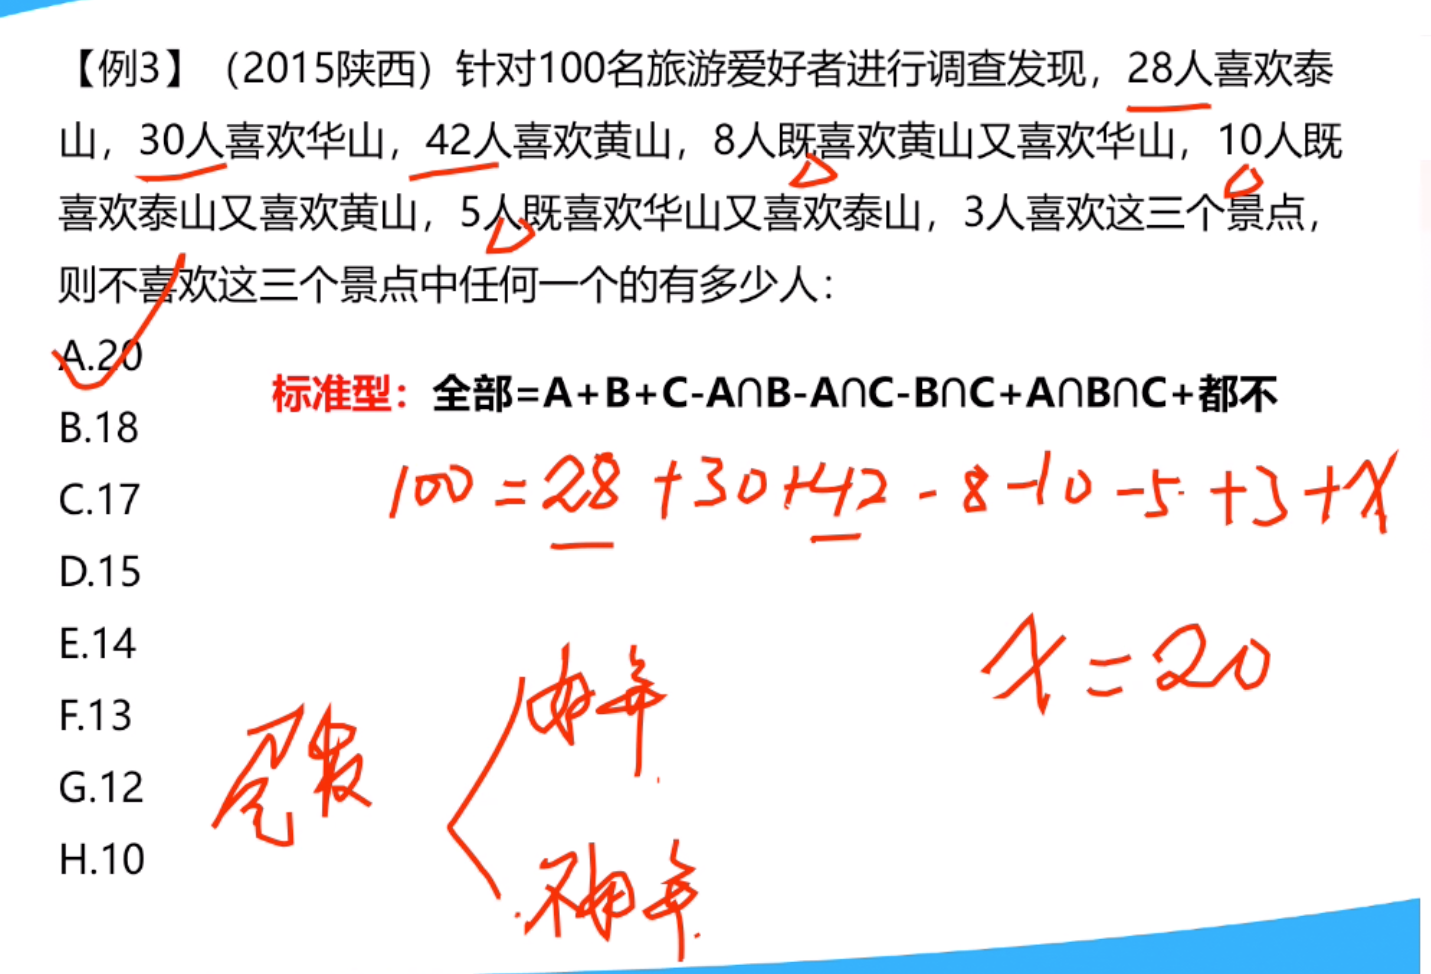 【例3】（2015陕西）针对100名旅游爱好者进行调查发现，28人喜欢泰
山，30人喜欢华山，42人喜欢黄山，8人既喜欢黄山又喜欢华山，10人既
喜欢泰山又喜欢黄山，5人既喜欢华山又喜欢泰山，3人喜欢这三个景点，
则不喜欢这三个景点中任何一个的有多少人：
A.20
标准型：全部=A+B+C-A∩B-A∩C-B∩C+A∩B∩C+都不
B.18
100=28+30+42-8-10-5+3+x
C.17
D.15
E.14
x=20
F.13
G.12
H.10